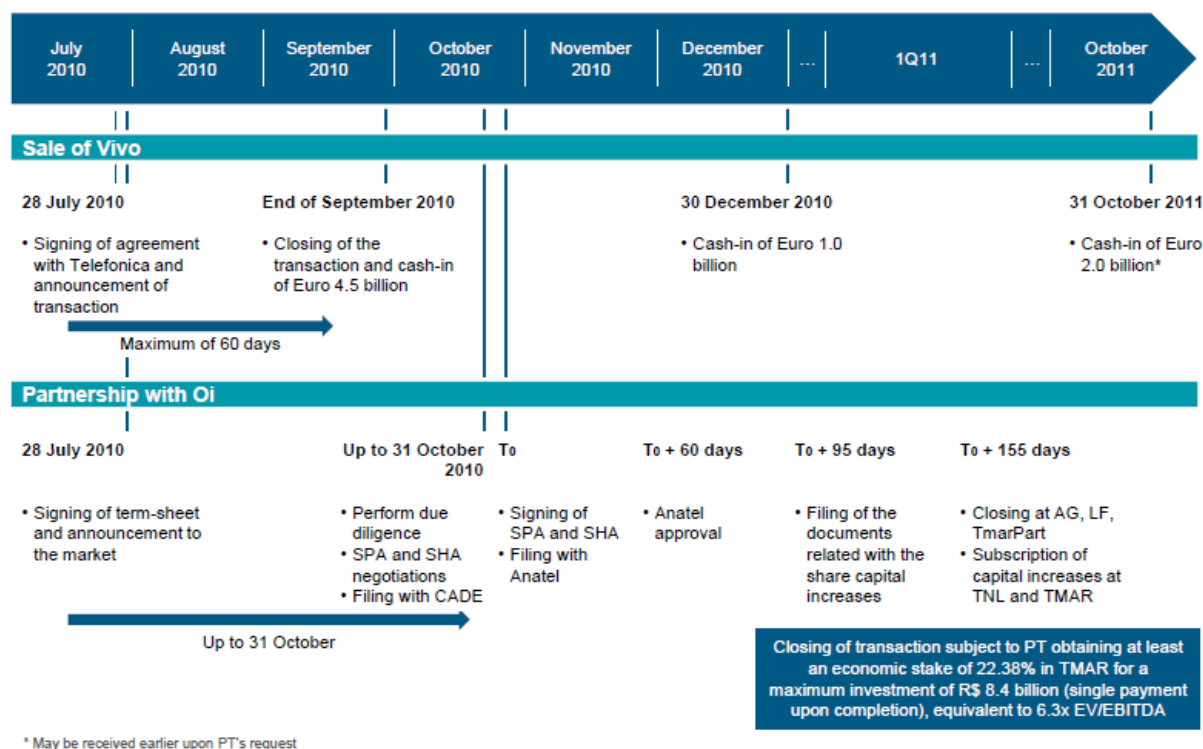 July
2010
August
2010
September
2010
October
2010
November
2010
December
2010
...
1Q11
...
October
2011
Sale of Vivo
28 July 2010
• Signing of agreement
with Telefonica and
announcement of
transaction
End of September 2010
• Closing of the
transaction and cash-in
of Euro 4.5 billion
30 December 2010
• Cash-in of Euro 1.0
billion
31 October 2011
• Cash-in of Euro
2.0 billion*
Maximum of 60 days
Partnership with Oi
28 July 2010
• Signing of term-sheet
and announcement to
the market
Up to 31 October
2010
• Perform due
diligence
• SPA and SHA
negotiations
• Filing with CADE
T0
• Signing of
SPA and SHA
• Filing with
Anatel
T0 + 60 days
• Anatel
approval
T0 + 95 days
• Filing of the
documents
related with the
share capital
increases
T0 + 155 days
• Closing at AG, LF,
TmarPart
• Subscription of
capital increases at
TNL and TMAR
Up to 31 October
Closing of transaction subject to PT obtaining at least
an economic stake of 22.38% in TMAR for a
maximum investment of R$ 8.4 billion (single payment
upon completion), equivalent to 6.3x EV/EBITDA
* May be received earlier upon PT's request